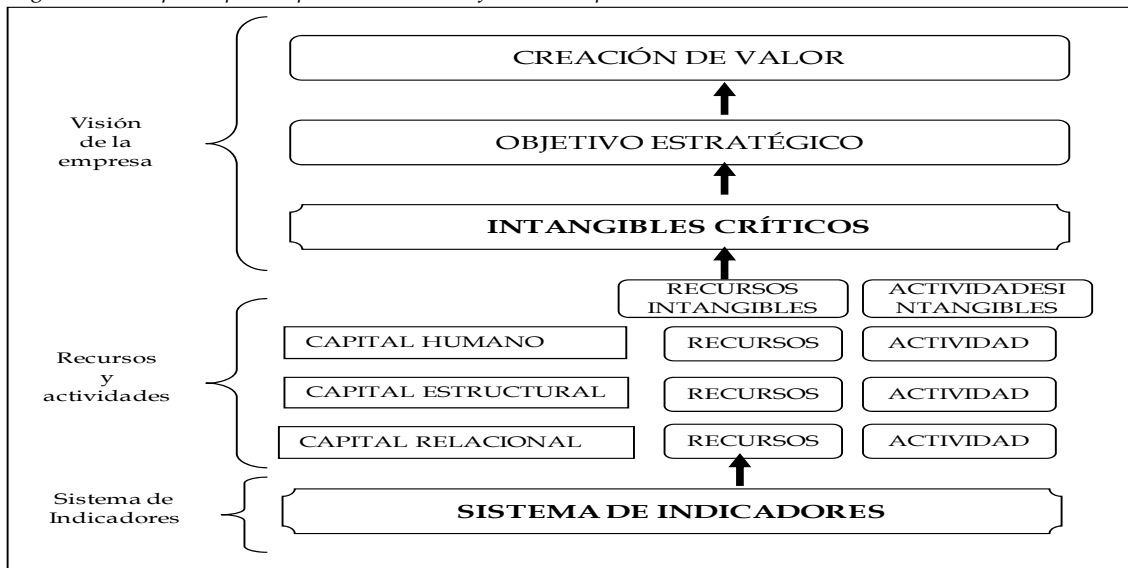 CREACIÓN DE VALOR
Visión
de la
empresa
OBJETIVO ESTRATÉGICO
INTANGIBLES CRÍTICOS
RECURSOS
INTANGIBLES
ACTIVIDADESI
NTANGIBLES
Recursos
y
actividades
CAPITAL HUMANO
RECURSOS
ACTIVIDAD
CAPITAL ESTRUCTURAL
RECURSOS
ACTIVIDAD
CAPITAL RELACIONAL
RECURSOS
ACTIVIDAD
Sistema de
Indicadores
SISTEMA DE INDICADORES